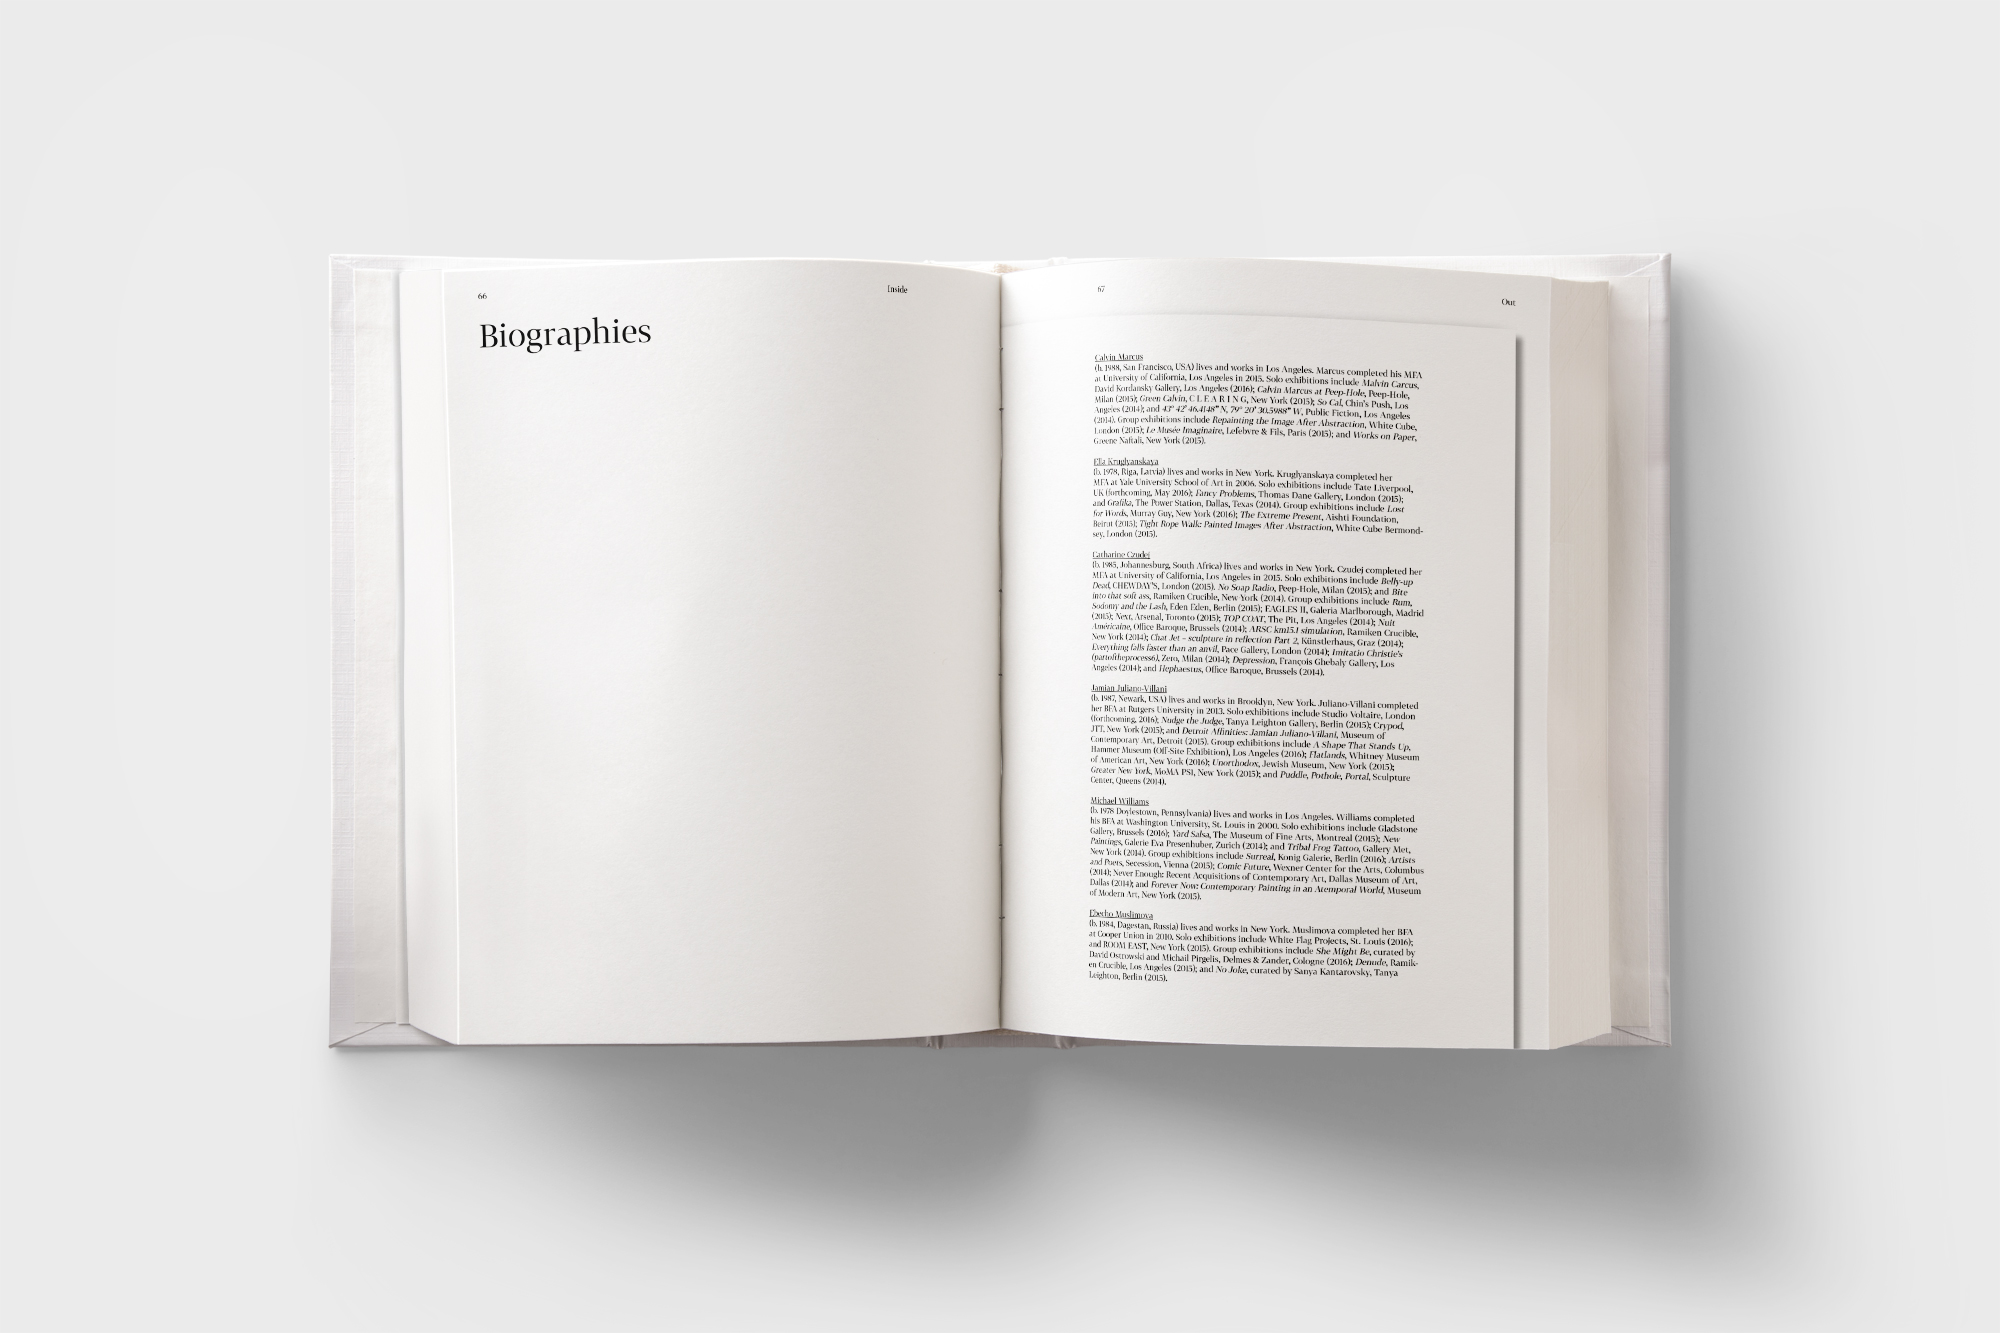 66
Inside
Biographies
67
Out
Calvin Marcus
(b. 1988, San Francisco, USA) lives and works in Los Angeles. Marcus completed his MFA
at University of California, Los Angeles in 2015. Solo exhibitions include Malvin Carcus,
David Kordansky Gallery, Los Angeles (2016); Calvin Marcus at Peep-Hole, Peep-Hole,
Milan (2015); Green Calvin, C L E A R I N G, New York (2015); So Cal, Chin's Push, Los
Angeles (2014); and 43° 42' 46.4148" N, 79° 20' 30.5988" W, Public Fiction, Los Angeles
(2014). Group exhibitions include Repainting the Image After Abstraction, White Cube,
London (2015); Le Musée Imaginaire, Lefebvre & Fils, Paris (2015); and Works on Paper,
Greene Naftali, New York (2015).
Ella Kruglyanskaya
(b. 1978, Riga, Latvia) lives and works in New York. Kruglyanskaya completed her
MFA at Yale University School of Art in 2006. Solo exhibitions include Tate Liverpool,
UK (forthcoming, May 2016); Fancy Problems, Thomas Dane Gallery, London (2015);
and Grafika, The Power Station, Dallas, Texas (2014). Group exhibitions include Lost
for Words, Murray Guy, New York (2016); The Extreme Present, Aishti Foundation,
Beirut (2015); Tight Rope Walk: Painted Images After Abstraction, White Cube Bermond-
sey, London (2015).
Catharine Czudej
(b. 1985, Johannesburg, South Africa) lives and works in New York. Czudej completed her
MFA at University of California, Los Angeles in 2015. Solo exhibitions include Belly-up
Dead, CHEWDAY'S, London (2015). No Soap Radio, Peep-Hole, Milan (2015); and Bite
into that soft ass, Ramiken Crucible, New York (2014). Group exhibitions include Rum,
Sodomy and the Lash, Eden Eden, Berlin (2015); EAGLES II, Galeria Marlborough, Madrid
(2015); Next, Arsenal, Toronto (2015); TOP COAT, The Pit, Los Angeles (2014); Nuit
Américaine, Office Baroque, Brussels (2014); ARSC km15.1 simulation, Ramiken Crucible,
New York (2014); Chat Jet – sculpture in reflection Part 2, Künstlerhaus, Graz (2014);
Everything falls faster than an anvil, Pace Gallery, London (2014); Imitatio Christie's
(partoftheprocess6), Zero, Milan (2014); Depression, François Ghebaly Gallery, Los
Angeles (2014); and Hephaestus, Office Baroque, Brussels (2014).
Jamian Juliano-Villani
(b. 1987, Newark, USA) lives and works in Brooklyn, New York. Juliano-Villani completed
her BFA at Rutgers University in 2013. Solo exhibitions include Studio Voltaire, London
(forthcoming, 2016); Nudge the Judge, Tanya Leighton Gallery, Berlin (2015); Crypod,
JTT, New York (2015); and Detroit Affinities: Jamian Juliano-Villani, Museum of
Contemporary Art, Detroit (2015). Group exhibitions include A Shape That Stands Up,
Hammer Museum (Off-Site Exhibition), Los Angeles (2016); Flatlands, Whitney Museum
of American Art, New York (2016); Unorthodox, Jewish Museum, New York (2015);
Greater New York, MoMA PS1, New York (2015); and Puddle, Pothole, Portal, Sculpture
Center, Queens (2014).
Michael Williams
(b. 1978 Doylestown, Pennsylvania) lives and works in Los Angeles. Williams completed
his BFA at Washington University, St. Louis in 2000. Solo exhibitions include Gladstone
Gallery, Brussels (2016); Yard Salsa, The Museum of Fine Arts, Montreal (2015); New
Paintings, Galerie Eva Presenhuber, Zurich (2014); and Tribal Frog Tattoo, Gallery Met,
New York (2014). Group exhibitions include Surreal, Konig Galerie, Berlin (2016); Artists
and Poets, Secession, Vienna (2015); Comic Future, Wexner Center for the Arts, Columbus
(2014); Never Enough: Recent Acquisitions of Contemporary Art, Dallas Museum of Art,
Dallas (2014); and Forever Now: Contemporary Painting in an Atemporal World, Museum
of Modern Art, New York (2015).
Ebecho Muslimova
(b. 1984, Dagestan, Russia) lives and works in New York. Muslimova completed her BFA
at Cooper Union in 2010. Solo exhibitions include White Flag Projects, St. Louis (2016);
and ROOM EAST, New York (2015). Group exhibitions include She Might Be, curated by
David Ostrowski and Michail Pirgelis, Delmes & Zander, Cologne (2016); Denude, Ramik-
en Crucible, Los Angeles (2015); and No Joke, curated by Sanya Kantarovsky, Tanya
Leighton, Berlin (2015).